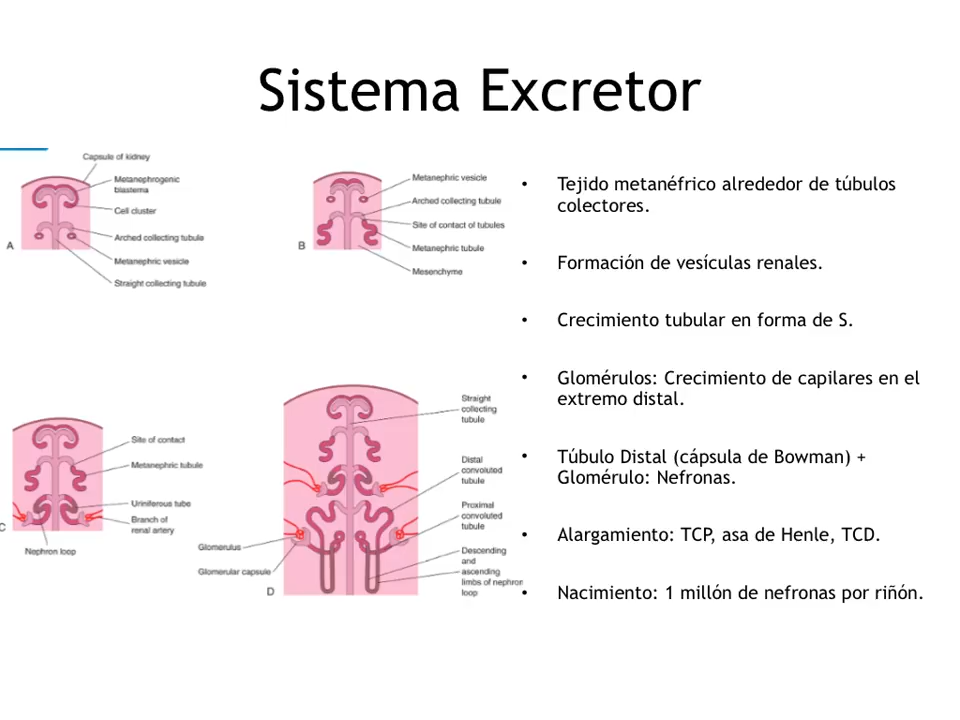 Sistema Excretor
Capsule of kidney
Metanephrogenic
blastema
Cell cluster
Arched collecting tubule
Metanephric vesicle
Straight collecting tubule
A
Metanephric vesicle
Arched collecting tubule
Site of contact of tubules
Metanephric tubule
Mesenchyme
B
Site of contact
Metanephric tubule
Uriniferous tube
Branch of
renal artery
Nephron loop
C
Straight
collecting
tubule
Distal
convoluted
tubule
Proximal
convoluted
tubule
Descending
and
ascending
limbs of nephron
loop
Glomerulus
Glomerular capsule
D
• Tejido metanéfrico alrededor de túbulos
colectores.
• Formación de vesículas renales.
• Crecimiento tubular en forma de S.
• Glomérulos: Crecimiento de capilares en el
extremo distal.
• Túbulo Distal (cápsula de Bowman) +
Glomérulo: Nefronas.
• Alargamiento: TCP, asa de Henle, TCD.
• Nacimiento: 1 millón de nefronas por riñón.